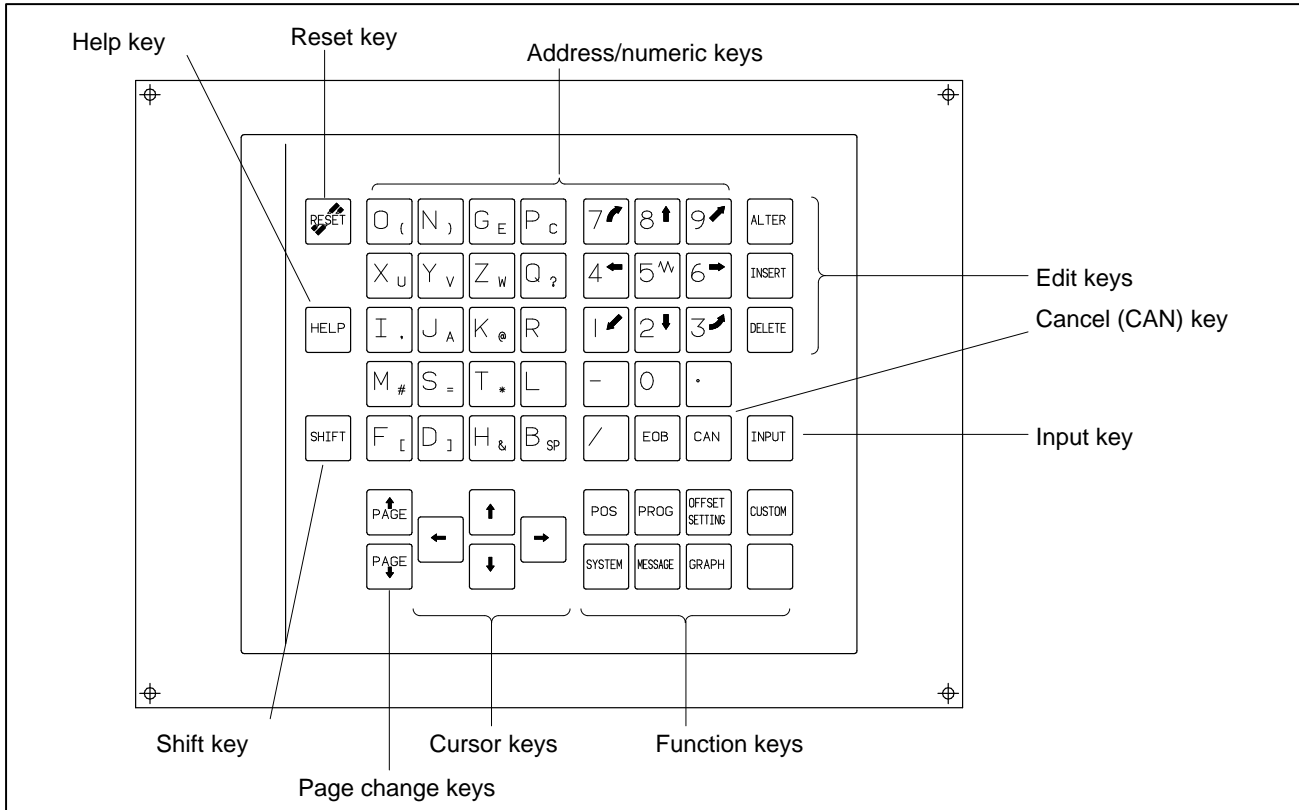 Help key
Reset key
Address/numeric keys
RESET
O ( N ) G E P C 7 8 9 ALTER
X U Y V Z W Q ? 4 5 6 INSERT
Edit keys
Cancel (CAN) key
HELP I , J A K @ R 1 2 3 DELETE
M # S = T * L - 0 .
SHIFT F [ D ] H & B SP / EOB CAN INPUT
Input key
PAGE POS PROG OFFSET SETTING CUSTOM
PAGE SYSTEM MESSAGE GRAPH
Shift key
Cursor keys
Function keys
Page change keys